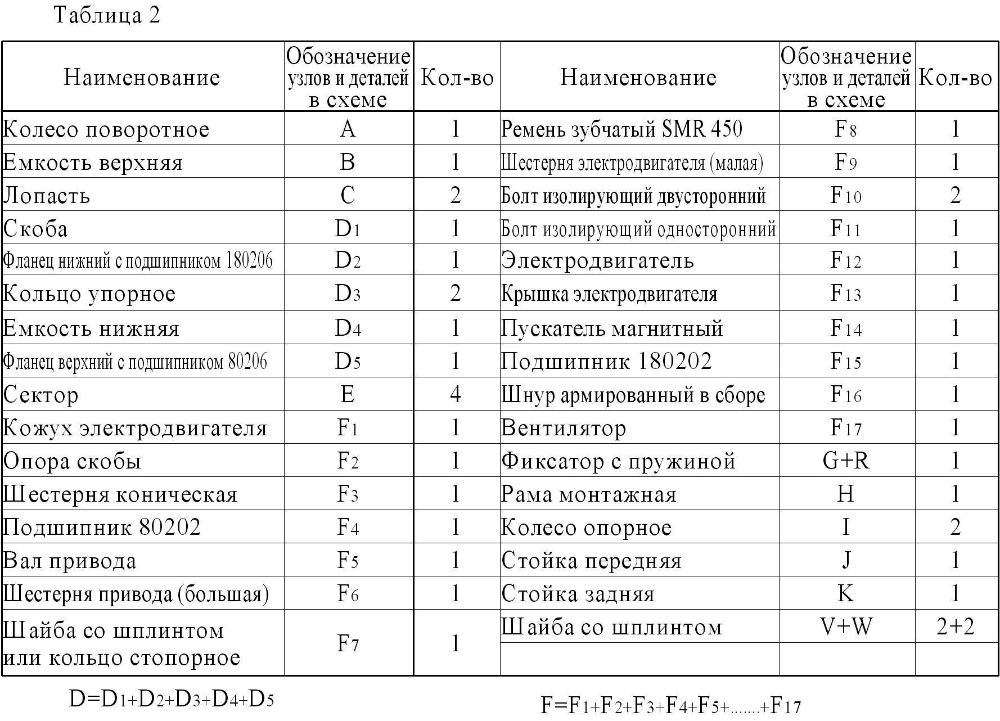 Таблица 2
Наименование | Обозначение узлов и деталей в схеме | Кол-во | Наименование | Обозначение узлов и деталей в схеме | Кол-во
Колесо поворотное | A | 1 | Ремень зубчатый SMR 450 | F8 | 1
Емкость верхняя | B | 1 | Шестерня электродвигателя (малая) | F9 | 1
Лопасть | C | 2 | Болт изолирующий двусторонний | F10 | 2
Скоба | D1 | 1 | Болт изолирующий односторонний | F11 | 1
Фланец нижний с подшипником 180206 | D2 | 1 | Электродвигатель | F12 | 1
Кольцо упорное | D3 | 2 | Крышка электродвигателя | F13 | 1
Емкость нижняя | D4 | 1 | Пускатель магнитный | F14 | 1
Фланец верхний с подшипником 80206 | D5 | 1 | Подшипник 180202 | F15 | 1
Сектор | E | 4 | Шнур армированный в сборе | F16 | 1
Кожух электродвигателя | F1 | 1 | Вентилятор | F17 | 1
Опора скобы | F2 | 1 | Фиксатор с пружиной | G+R | 1
Шестерня коническая | F3 | 1 | Рама монтажная | H | 1
Подшипник 80202 | F4 | 1 | Колесо опорное | I | 2
Вал привода | F5 | 1 | Стойка передняя | J | 1
Шестерня привода (большая) | F6 | 1 | Стойка задняя | K | 1
Шайба со шплинтом или кольцо стопорное | F7 | 1 | Шайба со шплинтом | V+W | 2+2
D=D1+D2+D3+D4+D5
F=F1+F2+F3+F4+F5+.......+F17